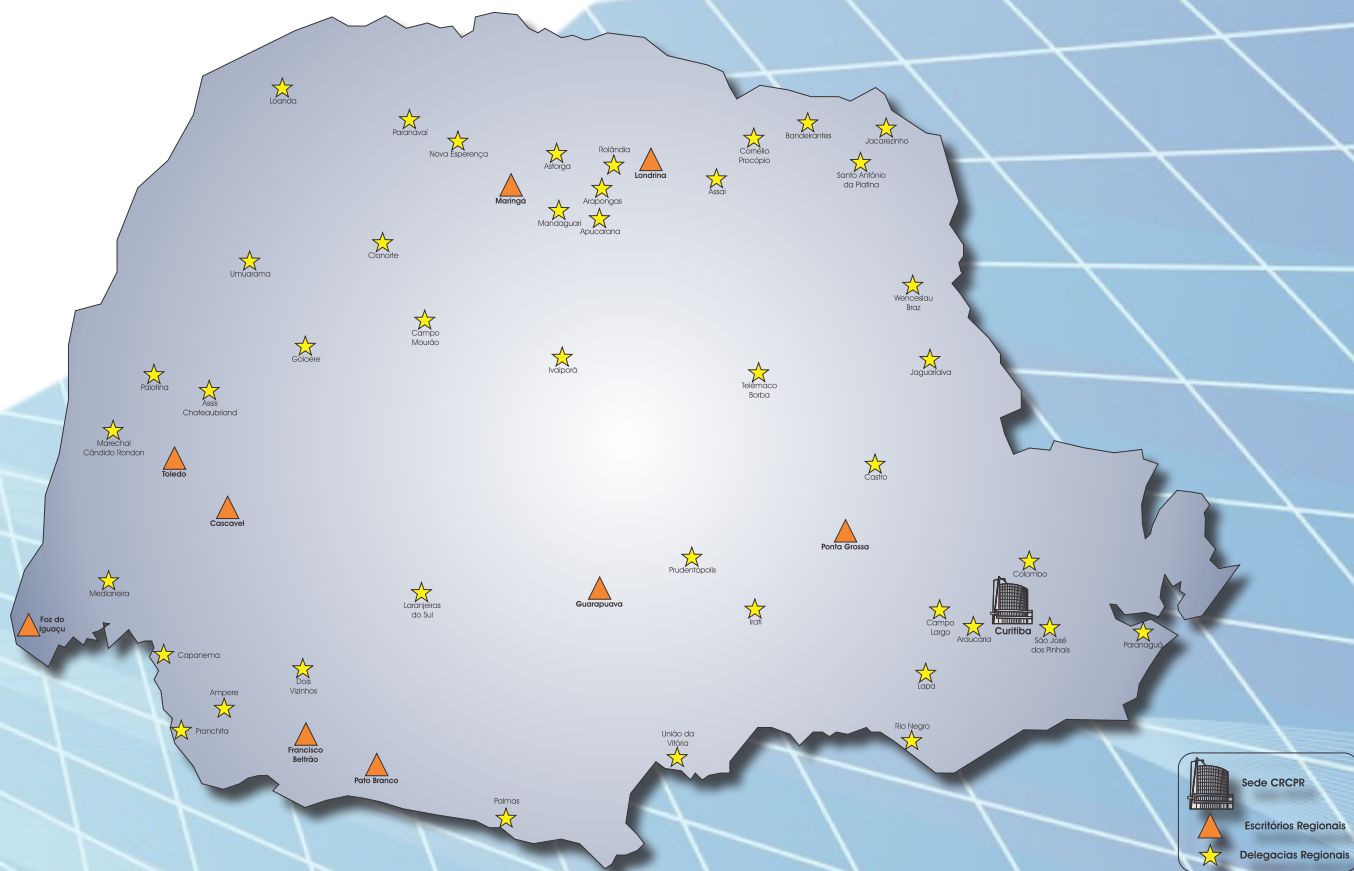 Loanda
Paranavaí
Nova Esperença
Astorga
Rolândia
Londrina
Maringá
Arapongas
Mandaguari
Apucarana
Assaí
Cornélio
Procópio
Bandeirantes
Jacarezinho
Santo Antônio
da Platina
Cianorte
Umuarama
Campo
Mourão
Goioere
Ivaiporã
Wenceslau
Braz
Jaguariaiva
Telemaco
Borba
Palotina
Assis
Chateaubriand
Marechal
Cândido Rondon
Toledo
Cascavel
Castro
Ponta Grossa
Prudentópolis
Guarapuava
Irati
Medianeira
Laranjeiras
do Sul
Foz do
Iguaçu
Colombo
Campo
Largo
Araucária
Curitiba
São José
dos Pinhais
Paranaguá
Capanema
Dois
Vizinhos
Ampere
Pranchita
Francisco
Beltrão
Pato Branco
Lapa
Rio Negro
União da
Vitória
Palmas
Sede CRCPR
Escritórios Regionais
Delegacias Regionais